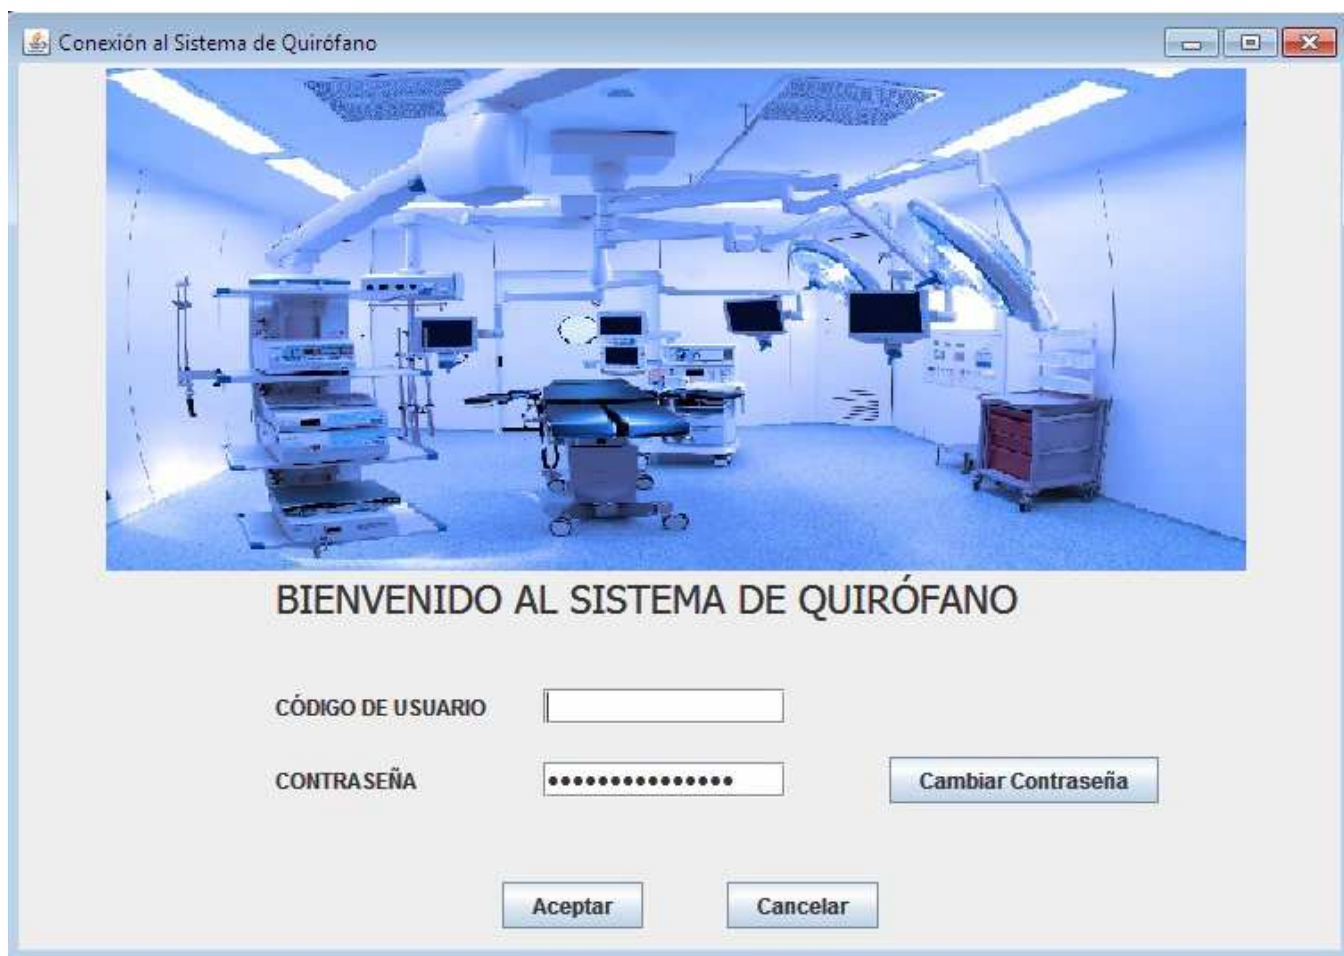 Conexión al Sistema de Quirófano
BIENVENIDO AL SISTEMA DE QUIRÓFANO
CÓDIGO DE USUARIO
CONTRASEÑA
Cambiar Contraseña
Aceptar
Cancelar